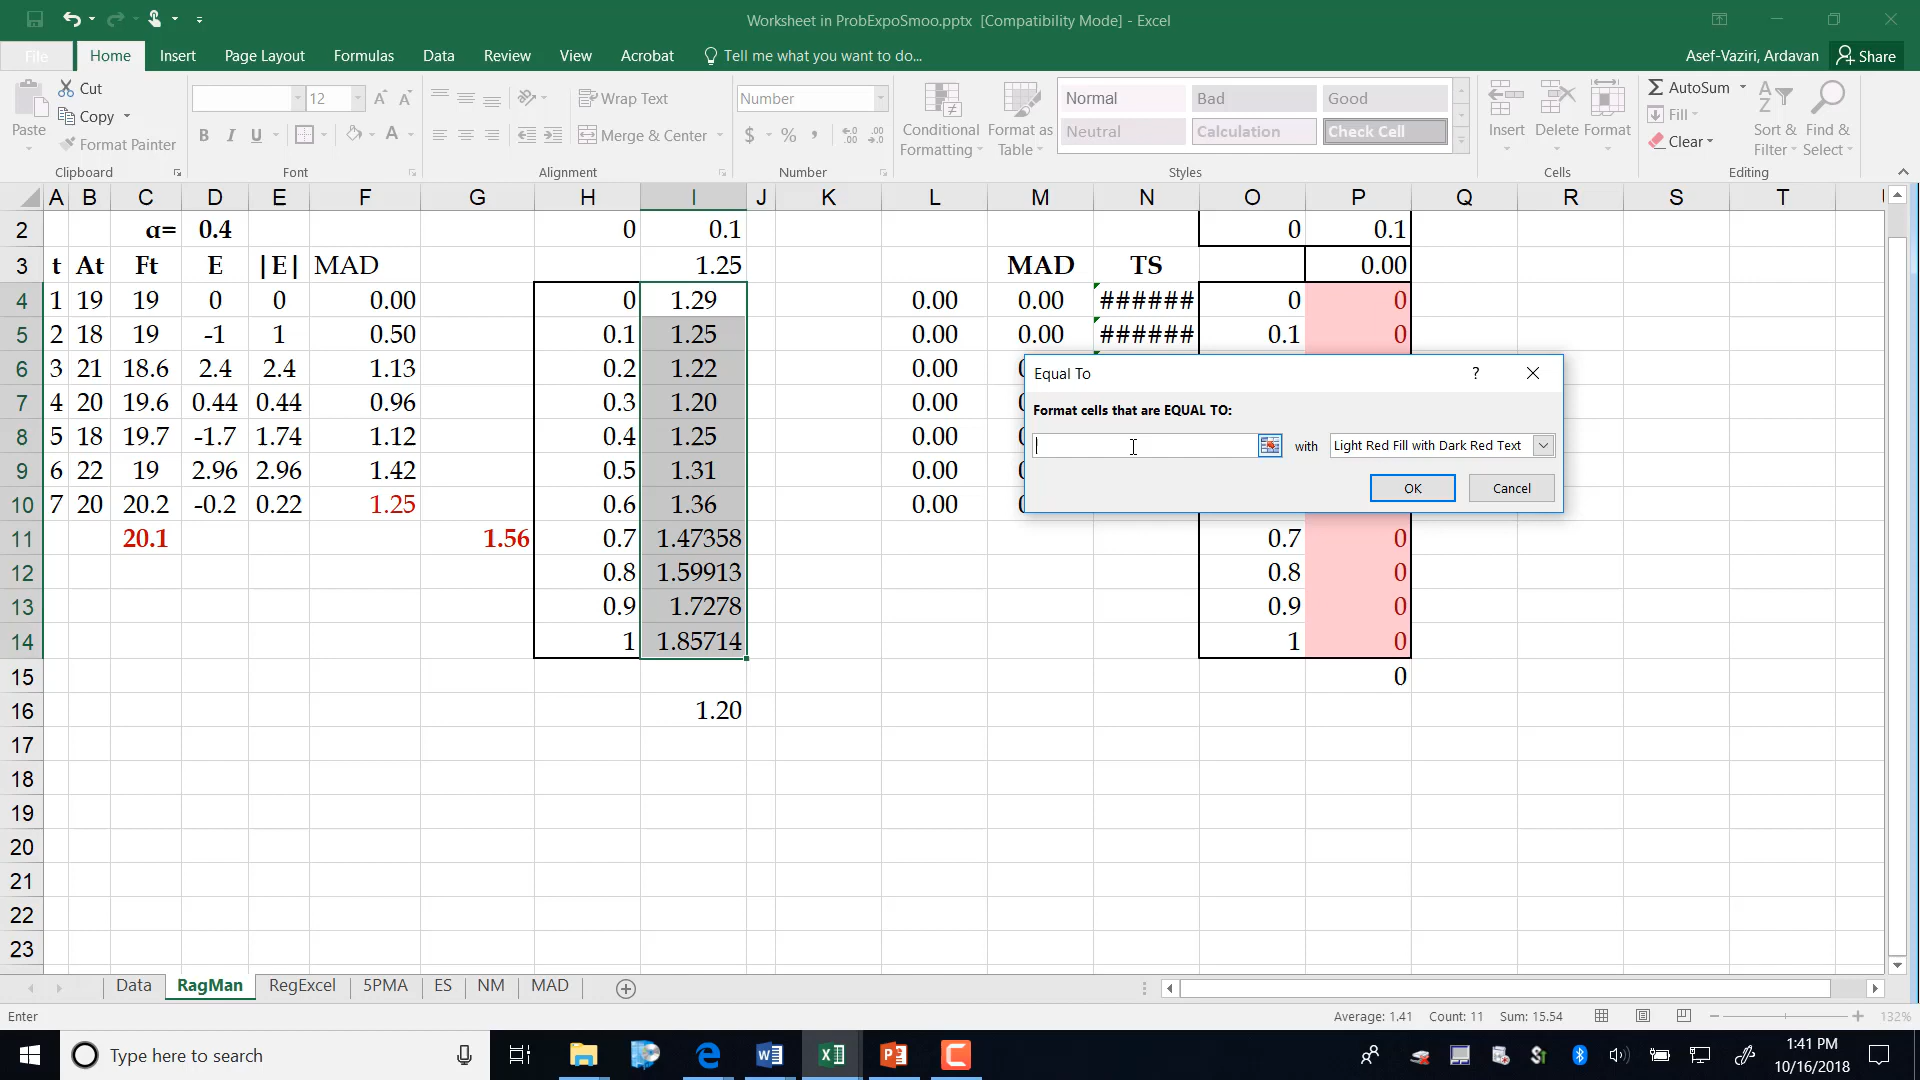 Worksheet in ProbExpoSmoo.pptx [Compatibility Mode] - Excel
File Home Insert Page Layout Formulas Data Review View Acrobat Tell me what you want to do... Asef-Vaziri, Ardavan Share
Paste Cut Copy Format Painter
12 B I U A A A
Wrap Text Merge & Center
Number $ % ,
Conditional Formatting Format as Table
Normal Bad Good
Neutral Calculation Check Cell
Insert Delete Format
AutoSum Fill Clear Sort & Filter Find & Select
Clipboard Font Alignment Number Styles Cells Editing
A B C D E F G H I J K L M N O P Q R S T
2 α= 0.4 0 0.1 0 0.1
3 t At Ft E |E| MAD 1.25 MAD TS 0.00
4 1 19 19 0 0 0.00 0 1.29 0.00 0.00 ###### 0 0
5 2 18 19 -1 1 0.50 0.1 1.25 0.00 0.00 ###### 0.1 0
6 3 21 18.6 2.4 2.4 1.13 0.2 1.22 0.00
7 4 20 19.6 0.44 0.44 0.96 0.3 1.20 0.00
8 5 18 19.7 -1.7 1.74 1.12 0.4 1.25 0.00
9 6 22 19 2.96 2.96 1.42 0.5 1.31 0.00
10 7 20 20.2 -0.2 0.22 1.25 0.6 1.36 0.00
11 20.1 1.56 0.7 1.47358 0.7 0
12 0.8 1.59913 0.8 0
13 0.9 1.7278 0.9 0
14 1 1.85714 1 0
15 0
16 1.20
17
18
19
20
21
22
23
Equal To ?
Format cells that are EQUAL TO:
with Light Red Fill with Dark Red Text
OK Cancel
Data RagMan RegExcel 5PMA ES NM MAD
Enter Average: 1.41 Count: 11 Sum: 15.54 132%
Type here to search 1:41 PM
10/16/2018